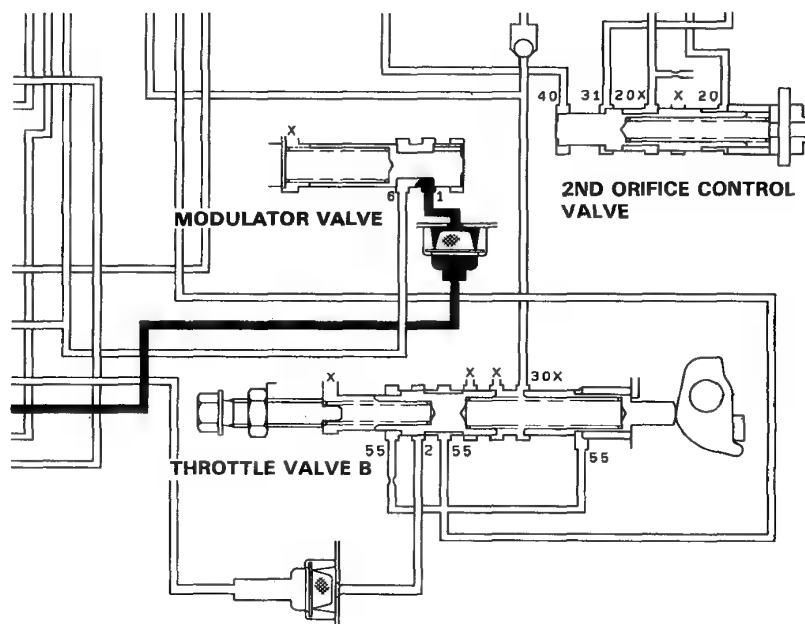 40 31 20X X 20
X
2ND ORIFICE CONTROL
VALVE
6 1
MODULATOR VALVE
X X X 30X
55 2 55 55
THROTTLE VALVE B